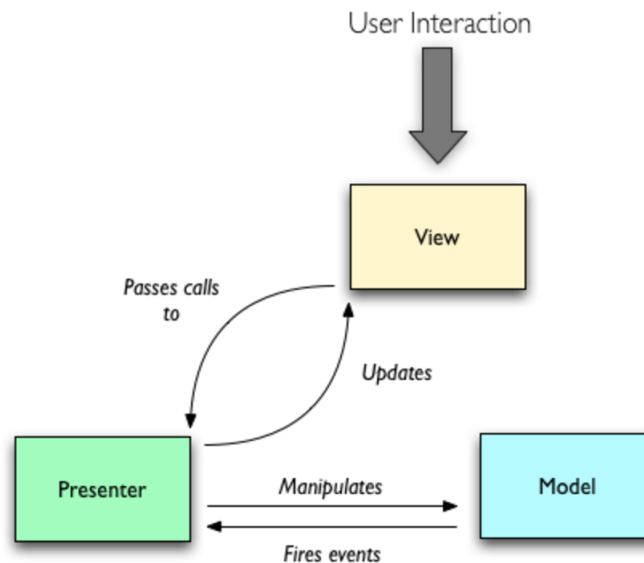 User Interaction
View
Passes calls
to
Updates
Presenter
Manipulates
Model
Fires events